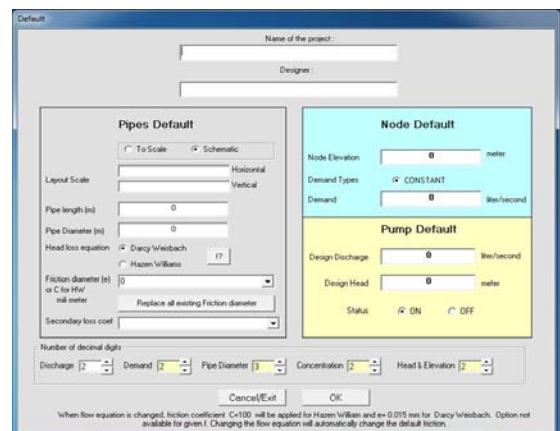 Default
Name of the project :
Designer :
Pipes Default
To Scale Schematic
Layout Scale
Horizontal
Vertical
Pipe length (m) 0
Pipe Diameter (m) 0
Head loss equation Darcy Weisbach
Hazen Williams
!?
Friction diameter (e) 0
or C for HW
mili meter
Replace all existing Friction diameter
Secondary loss coef
Node Default
Node Elevation 0 meter
Demand Types CONSTANT
Demand 0 liter/second
Pump Default
Design Discharge 0 liter/second
Design Head 0 meter
Status ON OFF
Number of decimal digits
Discharge 2 Demand 2 Pipe Diameter 3 Concentration 2 Head & Elevation 2
Cancel/Exit OK
When flow equation is changed, friction coefficient C=100 will be applied for Hazen William and e= 0.015 mm for Darcy Weisbach. Option not
available for given f. Changing the flow equation will automatically change the default friction.